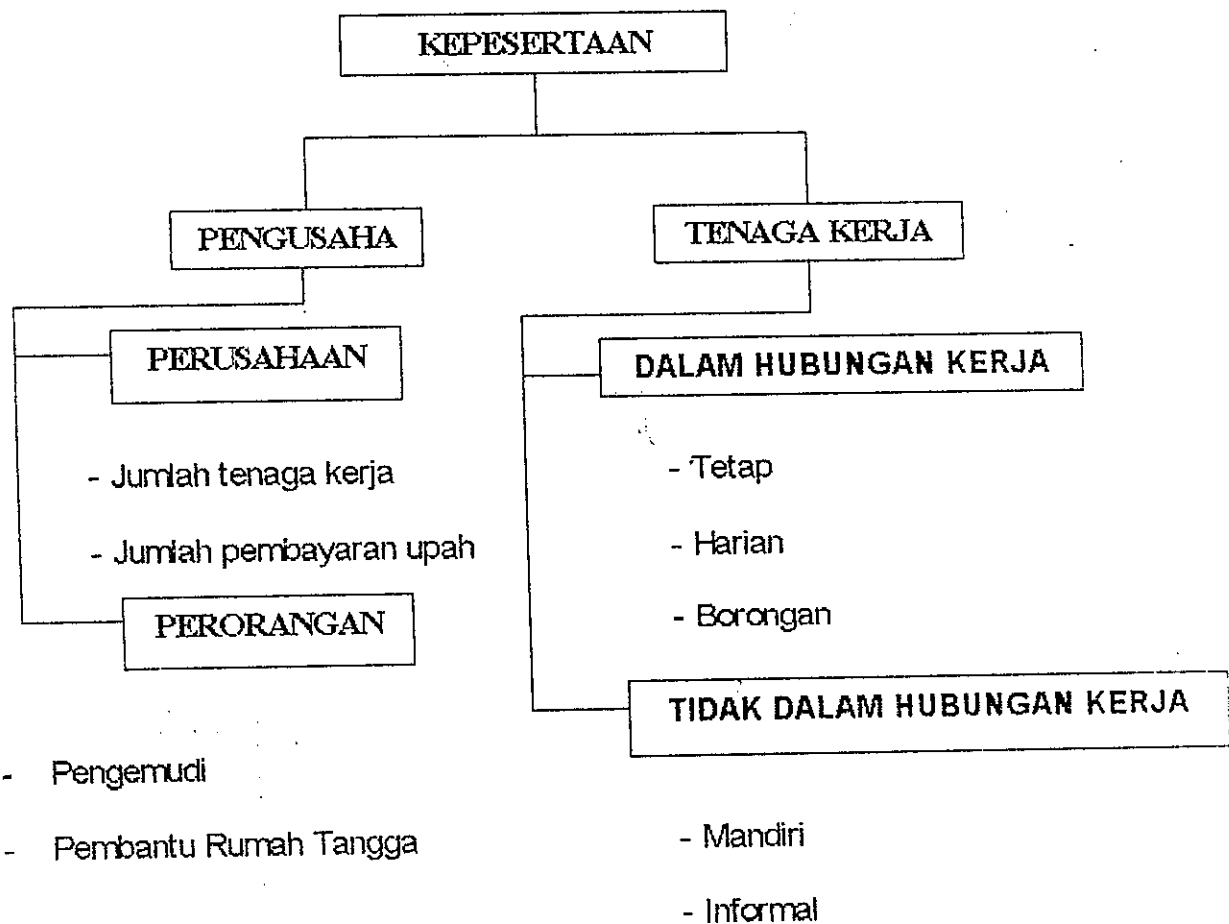 KEPESERTAAN
PENGUSAHA
TENAGA KERJA
PERUSAHAAN
- Jumlah tenaga kerja
- Jumlah pembayaran upah
PERORANGAN
- Pengemudi
- Pembantu Rumah Tangga
DALAM HUBUNGAN KERJA
- Tetap
- Harian
- Borongan
TIDAK DALAM HUBUNGAN KERJA
- Mandiri
- Informal